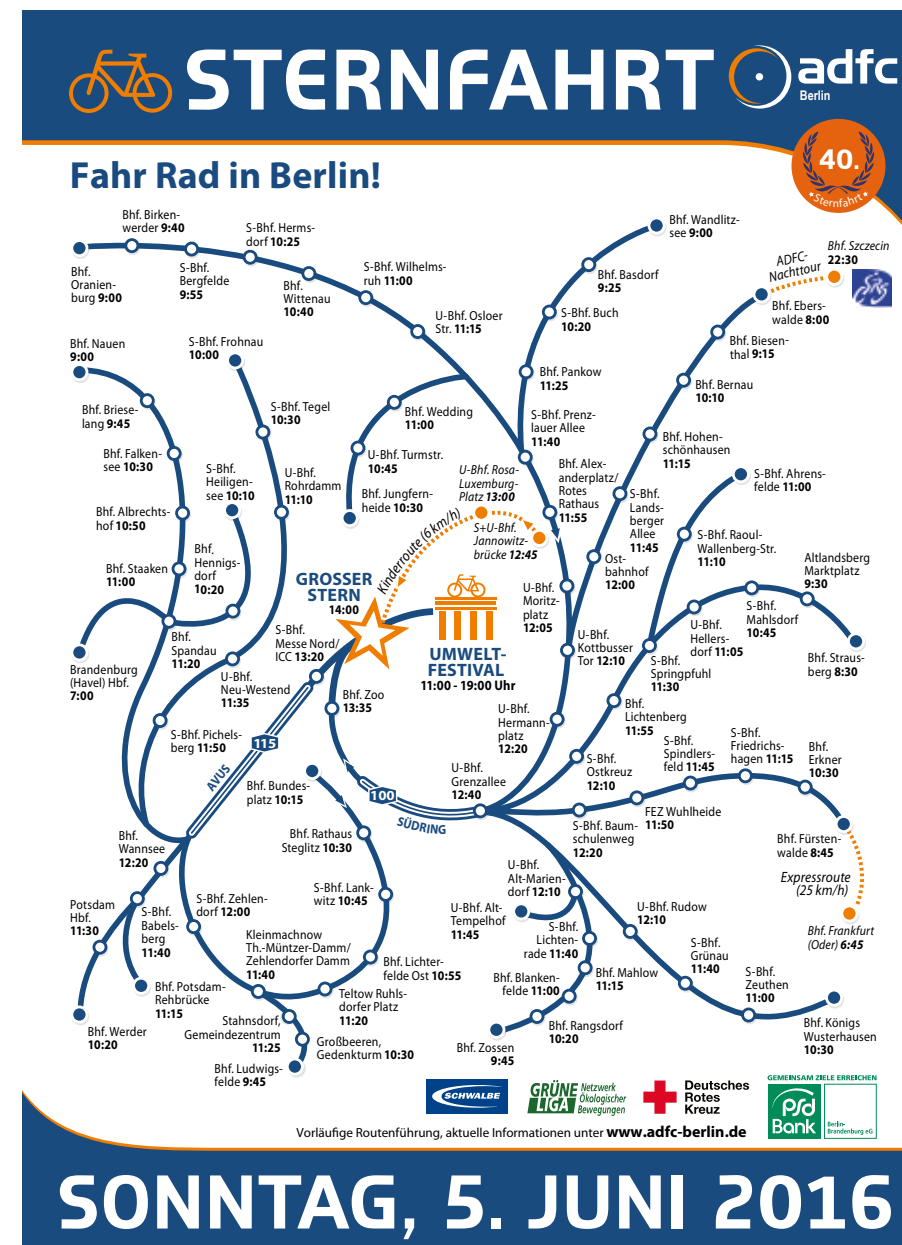 STERNFAHRT
adfc
Berlin
40.
Sternfahrt
Fahr Rad in Berlin!
Bhf. Birken-
werder 9:40
S-Bhf. Herms-
dorf 10:25
Bhf.
Oranien-
burg 9:00
S-Bhf.
Bergfelde
9:55
Bhf.
Wittenau
10:40
S-Bhf. Wilhelms-
ruh 11:00
U-Bhf. Osloer
Str. 11:15
Bhf. Wandlitz-
see 9:00
Bhf. Basdorf
9:25
S-Bhf. Buch
10:20
Bhf. Pankow
11:25
S-Bhf. Prenz-
lauer Allee
11:40
ADFC-
Nachttour
Bhf. Szczecin
22:30
Bhf. Ebers-
walde 8:00
Bhf. Biesen-
thal 9:15
Bhf. Bernau
10:10
Bhf. Hohen-
schönhausen
11:15
S-Bhf.
Lands-
berger
Allee
11:45
Ost-
bahnhof
12:00
Bhf. Nauen
9:00
Bhf. Briese-
lang 9:45
Bhf. Falken-
see 10:30
Bhf. Albrechts-
hof 10:50
Bhf. Staaken
11:00
S-Bhf. Frohnau
10:00
S-Bhf. Tegel
10:30
U-Bhf.
Rohrdamm
11:10
S-Bhf.
Heiligen-
see 10:10
Bhf.
Hennigs-
dorf
10:20
Bhf.
Spandau
11:20
Brandenburg
(Havel) Hbf.
7:00
U-Bhf.
Neu-Westend
11:35
S-Bhf. Pichels-
berg 11:50
Bhf. Wedding
11:00
U-Bhf. Turmstr.
10:45
Bhf. Jungfern-
heide 10:30
U-Bhf. Rosa-
Luxemburg-
Platz 13:00
S+U-Bhf.
Jannowitz-
brücke 12:45
Kinderroute (6 km/h)
Bhf. Alex-
anderplatz/
Rotes
Rathaus
11:55
U-Bhf.
Moritz-
platz
12:05
U-Bhf.
Kottbusser
Tor 12:10
U-Bhf.
Hermann-
platz
12:20
U-Bhf.
Grenzallee
12:40
GROSSER
STERN
14:00
UMWELT-
FESTIVAL
11:00 - 19:00 Uhr
S-Bhf.
Messe Nord/
ICC 13:20
Bhf. Zoo
13:35
115
AVUS
100
SÜDRING
S-Bhf. Ahrens-
felde 11:00
S-Bhf. Raoul-
Wallenberg-Str.
11:10
Altlandsberg
Marktplatz
9:30
S-Bhf.
Mahlsdorf
10:45
U-Bhf.
Hellers-
dorf 11:05
Bhf. Straus-
berg 8:30
S-Bhf.
Springpfuhl
11:30
Bhf.
Lichtenberg
11:55
S-Bhf.
Ostkreuz
12:10
S-Bhf.
Spindlers-
feld 11:45
S-Bhf.
Friedrichs-
hagen 11:15
Bhf.
Erkner
10:30
FEZ Wuhlheide
11:50
S-Bhf. Baum-
schulenweg
12:20
Bhf. Fürsten-
walde 8:45
Expressroute
(25 km/h)
Bhf. Frankfurt
(Oder) 6:45
Bhf. Bundes-
platz 10:15
Bhf. Rathaus
Steglitz 10:30
S-Bhf. Lank-
witz 10:45
Bhf. Lichter-
felde Ost 10:55
Teltow Ruhls-
dorfer Platz
11:20
Kleinmachnow
Th.-Müntzer-Damm/
Zehlendorfer Damm
11:40
S-Bhf. Zehlen-
dorf 12:00
Bhf.
Wannsee
12:20
Potsdam
Hbf.
11:30
S-Bhf.
Babels-
berg
11:40
Bhf. Potsdam-
Rehbrücke
11:15
Bhf. Werder
10:20
Stahnsdorf,
Gemeindezentrum
11:25
Großbeeren,
Gedenkturm 10:30
Bhf. Ludwigs-
felde 9:45
U-Bhf.
Alt-Marien-
dorf 12:10
U-Bhf. Alt-
Tempelhof
11:45
S-Bhf.
Lichten-
rade 11:40
Bhf. Mahlow
11:15
Bhf. Blanken-
felde 11:00
Bhf. Rangsdorf
10:20
Bhf. Zossen
9:45
U-Bhf. Rudow
12:10
S-Bhf.
Grünau
11:40
S-Bhf.
Zeuthen
11:00
Bhf. Königs
Wusterhausen
10:30
SCHWALBE
GRÜNE
LIGA
Netzwerk
Ökologischer
Bewegungen
Deutsches
Rotes
Kreuz
GEMEINSAM ZIELE ERREICHEN
psd
Bank
Berlin-
Brandenburg eG
Vorläufige Routenführung, aktuelle Informationen unter www.adfc-berlin.de
SONNTAG, 5. JUNI 2016